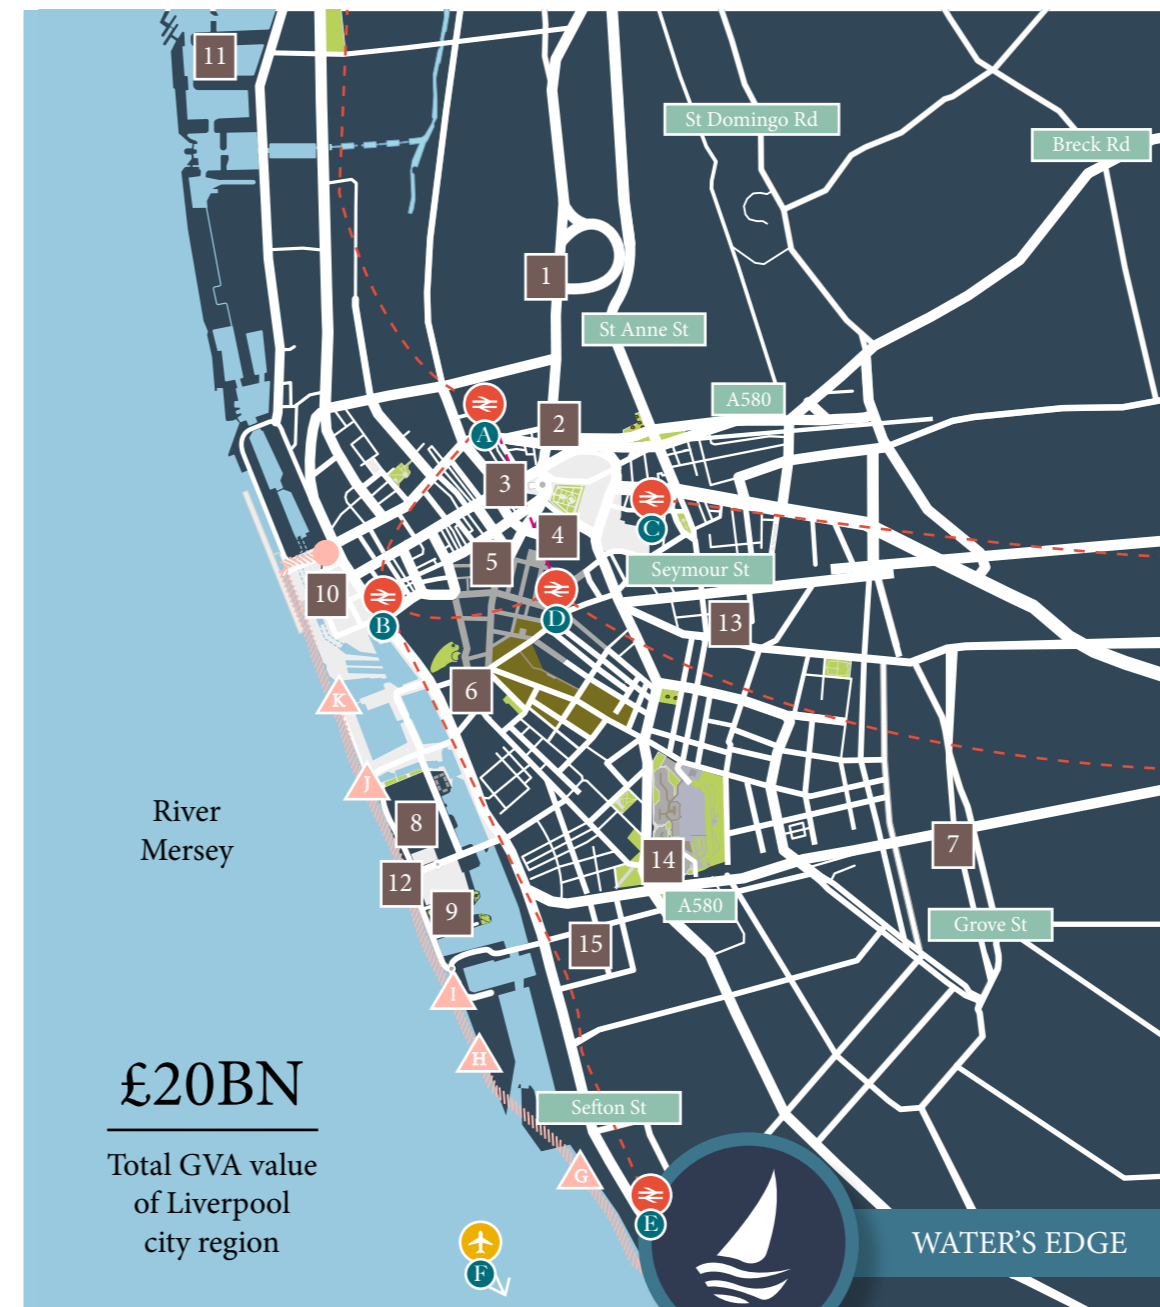 11
St Domingo Rd
Breck Rd
1
St Anne St
A580
2
A
3
C
4
5
Seymour St
10
B
D
13
6
K
J
River
Mersey
8
7
14
12
9
A580
Grove St
15
I
H
£20BN
Sefton St
Total GVA value
of Liverpool
city region
G
E
WATER'S EDGE
F